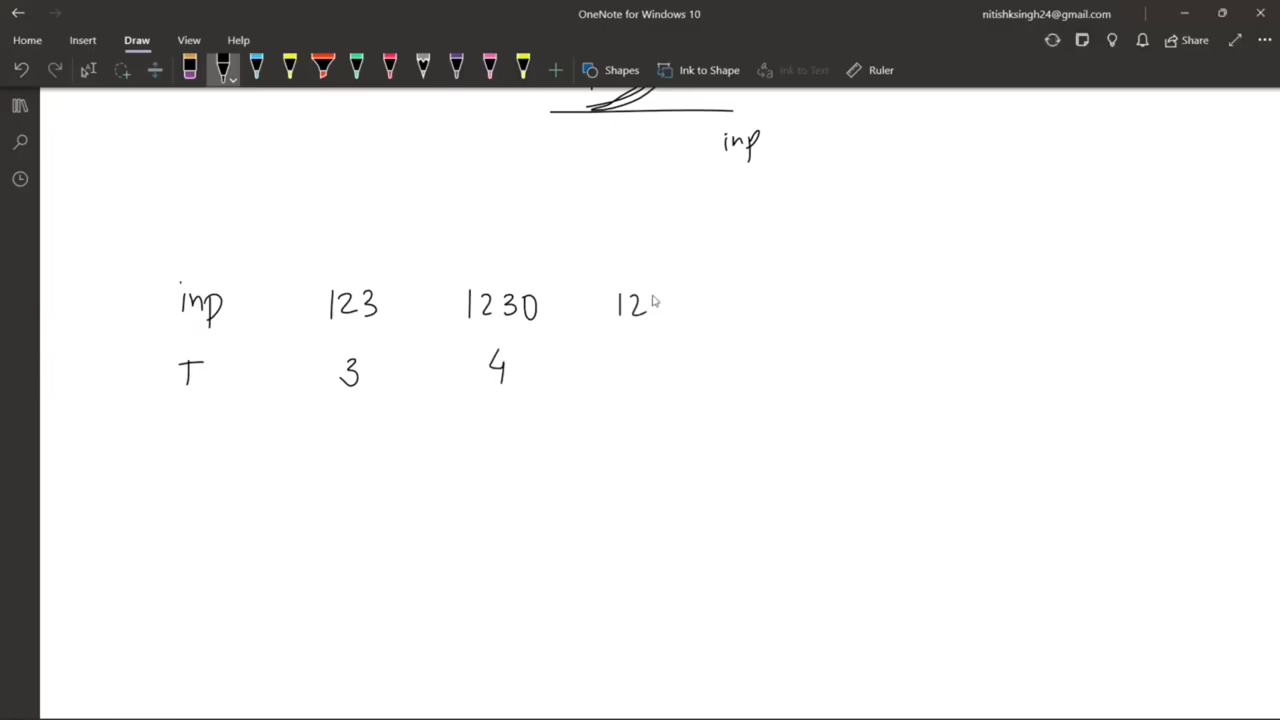 OneNote for Windows 10
nitishksingh24@gmail.com
Home Insert Draw View Help
Share
Shapes Ink to Shape Ink to Text Ruler
inp
inp 123 1230 12
T 3 4